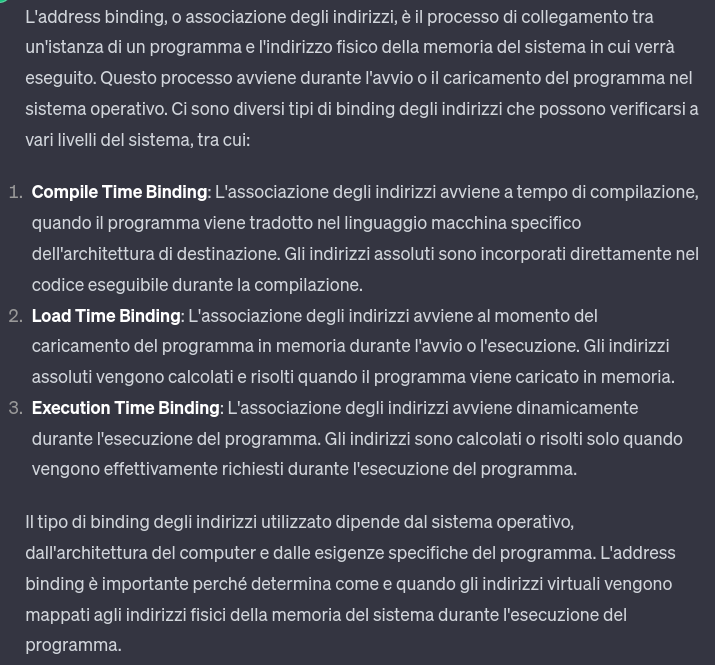 L'address binding, o associazione degli indirizzi, è il processo di collegamento tra
un'istanza di un programma e l'indirizzo fisico della memoria del sistema in cui verrà
eseguito. Questo processo avviene durante l'avvio o il caricamento del programma nel
sistema operativo. Ci sono diversi tipi di binding degli indirizzi che possono verificarsi a
vari livelli del sistema, tra cui:
1. Compile Time Binding: L'associazione degli indirizzi avviene a tempo di compilazione,
quando il programma viene tradotto nel linguaggio macchina specifico
dell'architettura di destinazione. Gli indirizzi assoluti sono incorporati direttamente nel
codice eseguibile durante la compilazione.
2. Load Time Binding: L'associazione degli indirizzi avviene al momento del
caricamento del programma in memoria durante l'avvio o l'esecuzione. Gli indirizzi
assoluti vengono calcolati e risolti quando il programma viene caricato in memoria.
3. Execution Time Binding: L'associazione degli indirizzi avviene dinamicamente
durante l'esecuzione del programma. Gli indirizzi sono calcolati o risolti solo quando
vengono effettivamente richiesti durante l'esecuzione del programma.
Il tipo di binding degli indirizzi utilizzato dipende dal sistema operativo,
dall'architettura del computer e dalle esigenze specifiche del programma. L'address
binding è importante perché determina come e quando gli indirizzi virtuali vengono
mappati agli indirizzi fisici della memoria del sistema durante l'esecuzione del
programma.